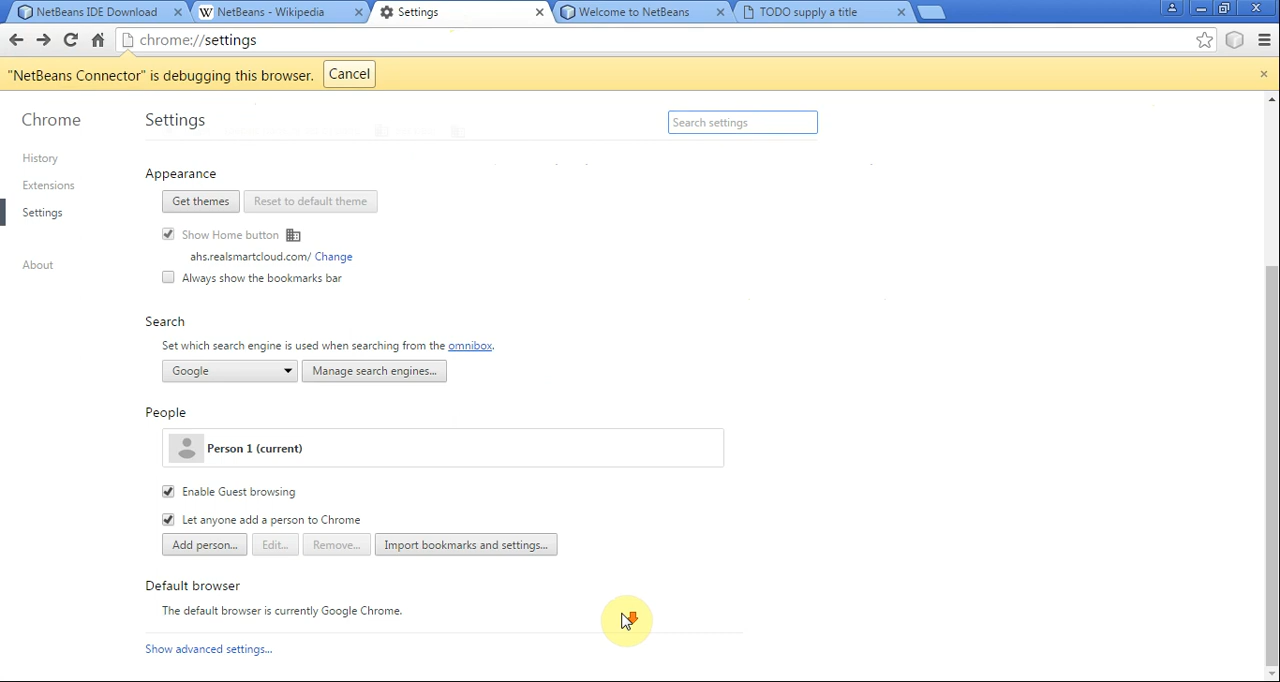 NetBeans IDE Download
NetBeans - Wikipedia
Settings
Welcome to NetBeans
TODO supply a title
chrome://settings
"NetBeans Connector" is debugging this browser. Cancel
Chrome
Settings
Search settings
History
Extensions
Settings
About
Appearance
Get themes Reset to default theme
Show Home button
ahs.realsmartcloud.com/ Change
Always show the bookmarks bar
Search
Set which search engine is used when searching from the omnibox.
Google Manage search engines...
People
Person 1 (current)
Enable Guest browsing
Let anyone add a person to Chrome
Add person... Edit... Remove... Import bookmarks and settings...
Default browser
The default browser is currently Google Chrome.
Show advanced settings...